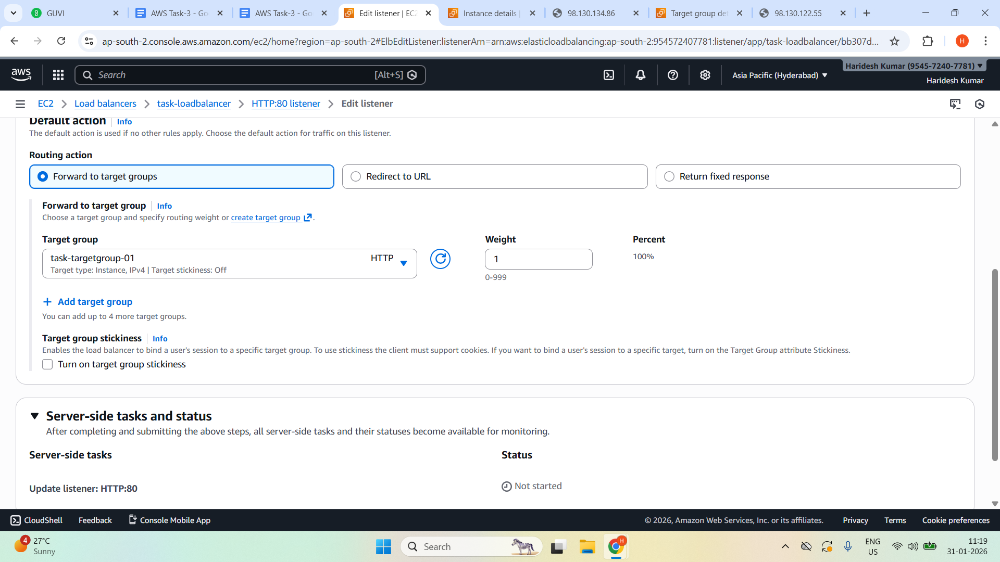 GUVI
AWS Task-3 - Go
AWS Task-3 - Go
Edit listener | EC2
Instance details |
98.130.134.86
Target group det
98.130.122.55
ap-south-2.console.aws.amazon.com/ec2/home?region=ap-south-2#ElbEditListener:listenerArn=arn:aws:elasticloadbalancing:ap-south-2:954572407781:listener/app/task-loadbalancer/bb307d...
H
aws
Search
[Alt+S]
Asia Pacific (Hyderabad)
Haridesh Kumar (9545-7240-7781)
Haridesh Kumar
EC2
Load balancers
task-loadbalancer
HTTP:80 listener
Edit listener
Default action
Info
The default action is used if no other rules apply. Choose the default action for traffic on this listener.
Routing action
Forward to target groups
Redirect to URL
Return fixed response
Forward to target group
Info
Choose a target group and specify routing weight or create target group .
Target group
Weight
Percent
task-targetgroup-01
HTTP
Target type: Instance, IPv4 | Target stickiness: Off
1
100%
0-999
Add target group
You can add up to 4 more target groups.
Target group stickiness
Info
Enables the load balancer to bind a user's session to a specific target group. To use stickiness the client must support cookies. If you want to bind a user's session to a specific target, turn on the Target Group attribute Stickiness.
Turn on target group stickiness
Server-side tasks and status
After completing and submitting the above steps, all server-side tasks and their statuses become available for monitoring.
Server-side tasks
Status
Update listener: HTTP:80
Not started
CloudShell
Feedback
Console Mobile App
© 2026, Amazon Web Services, Inc. or its affiliates.
Privacy
Terms
Cookie preferences
4
27°C
Sunny
Search
H
ENG
US
11:19
31-01-2026